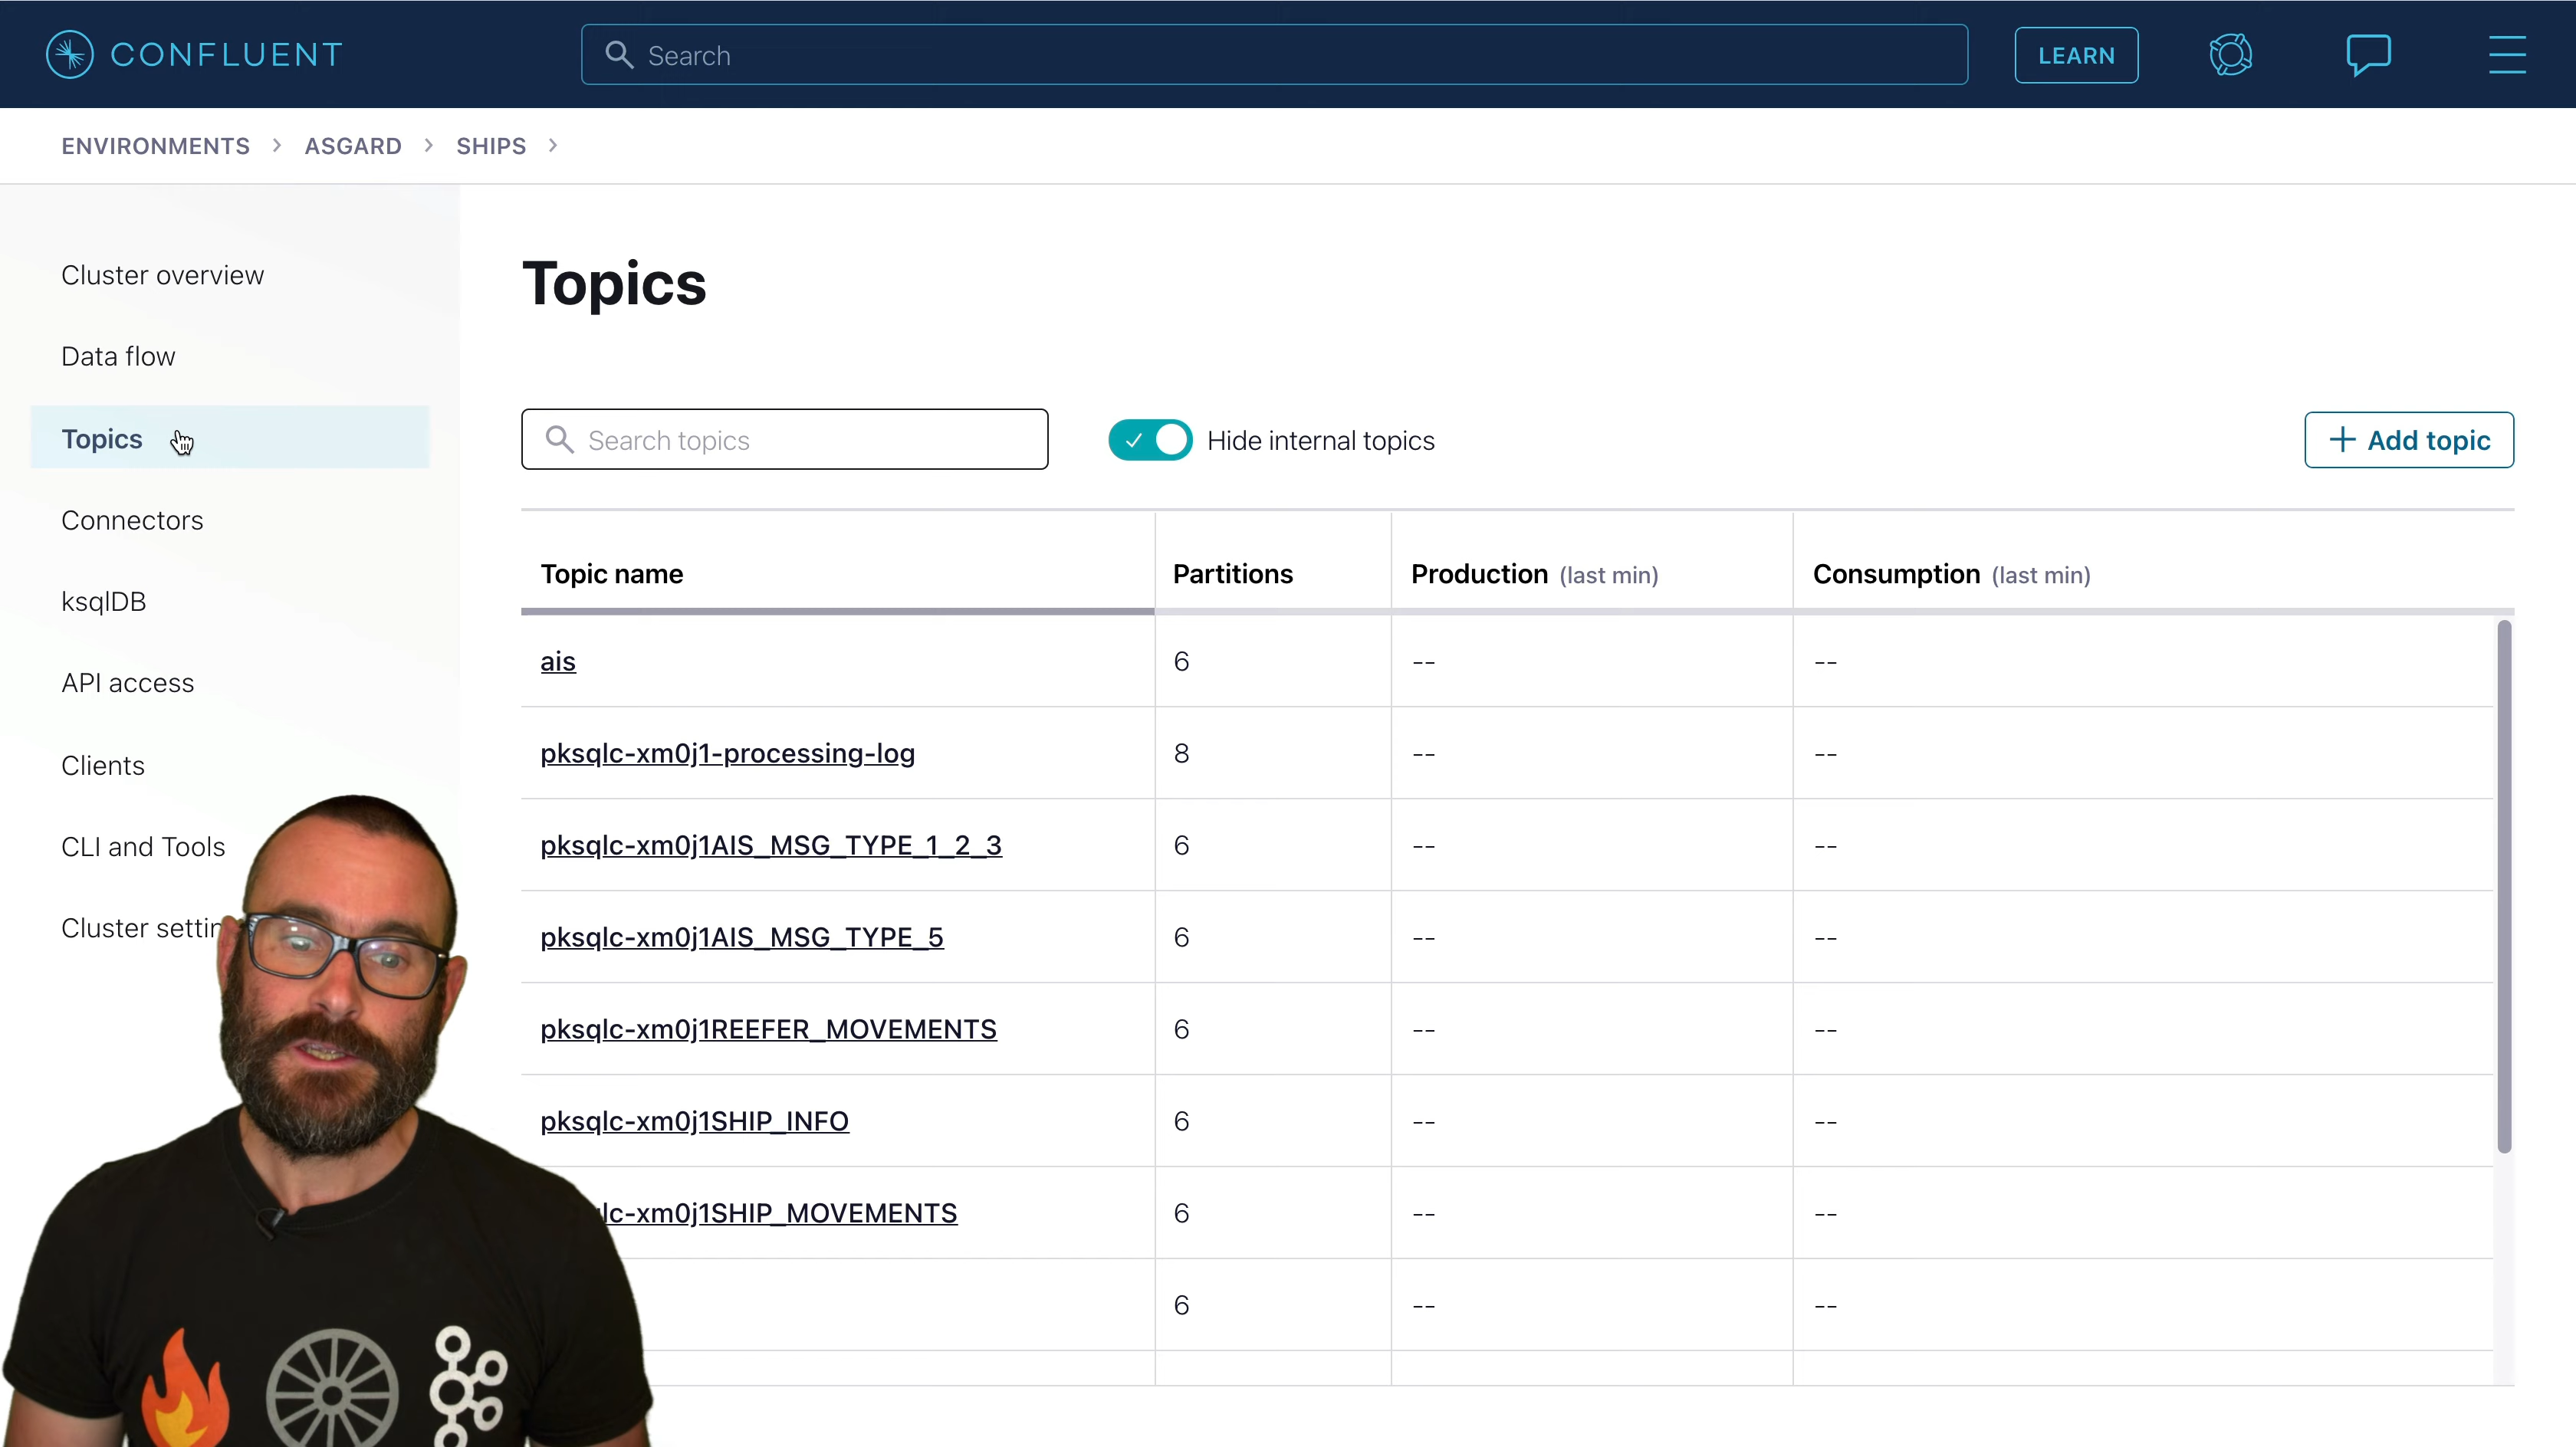 CONFLUENT
Search
LEARN
ENVIRONMENTS > ASGARD > SHIPS >
Cluster overview
Data flow
Topics
Connectors
ksqlDB
API access
Clients
CLI and Tools
Topics
Search topics
Hide internal topics
+ Add topic
Topic name Partitions Production (last min) Consumption (last min)
ais 6 -- --
pksqlc-xm0j1-processing-log 8 -- --
pksqlc-xm0j1AIS_MSG_TYPE_1_2_3 6 -- --
pksqlc-xm0j1AIS_MSG_TYPE_5 6 -- --
pksqlc-xm0j1REEFER_MOVEMENTS 6 -- --
pksqlc-xm0j1SHIP_INFO 6 -- --
lc-xm0j1SHIP_MOVEMENTS 6 -- --
6 -- --
Cluster